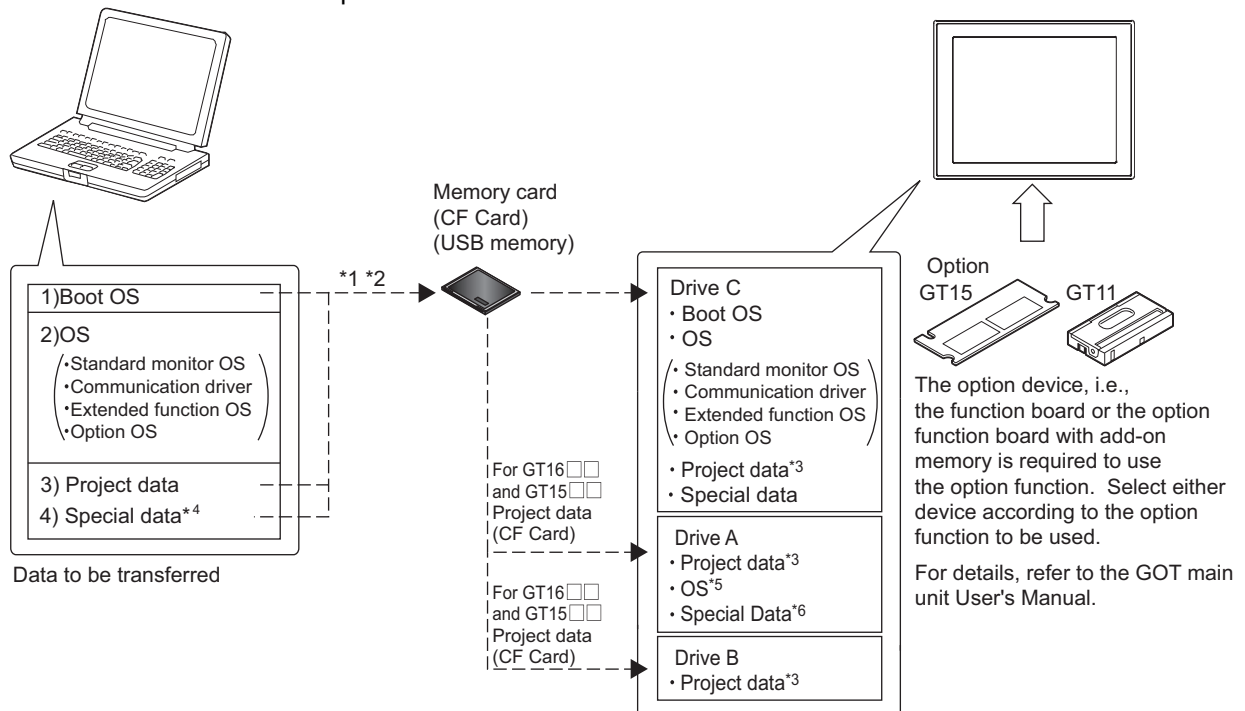 Memory card
(CF Card)
(USB memory)
*1 *2
1)Boot OS
2)OS
・Standard monitor OS
・Communication driver
・Extended function OS
・Option OS
3) Project data
4) Special data*4
Data to be transferred
For GT16□□
and GT15□□
Project data
(CF Card)
For GT16□□
and GT15□□
Project data
(CF Card)
Drive C
・Boot OS
・OS
・Standard monitor OS
・Communication driver
・Extended function OS
・Option OS
・Project data*3
・Special data
Drive A
・Project data*3
・OS*5
・Special Data*6
Drive B
・Project data*3
Option
GT15
GT11
The option device, i.e.,
the function board or the option
function board with add-on
memory is required to use
the option function. Select either
device according to the option
function to be used.
For details, refer to the GOT main
unit User's Manual.